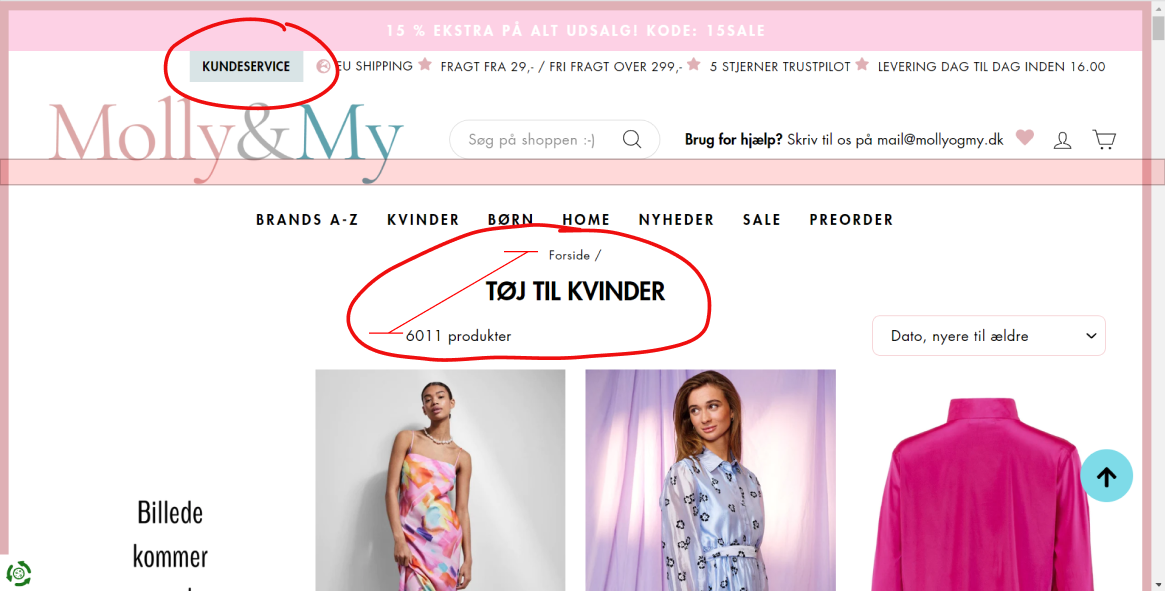 15 % EKSTRA PÅ ALT UDSALG! KODE: 15SALE
KUNDESERVICE EU SHIPPING FRAGT FRA 29,- / FRI FRAGT OVER 299,- 5 STJERNER TRUSTPILOT LEVERING DAG TIL DAG INDEN 16.00
Molly&My
Søg på shoppen :-)
Brug for hjælp? Skriv til os på mail@mollyogmy.dk
BRANDS A-Z KVINDER BØRN HOME NYHEDER SALE PREORDER
Forside /
TØJ TIL KVINDER
6011 produkter
Dato, nyere til ældre
Billede
kommer